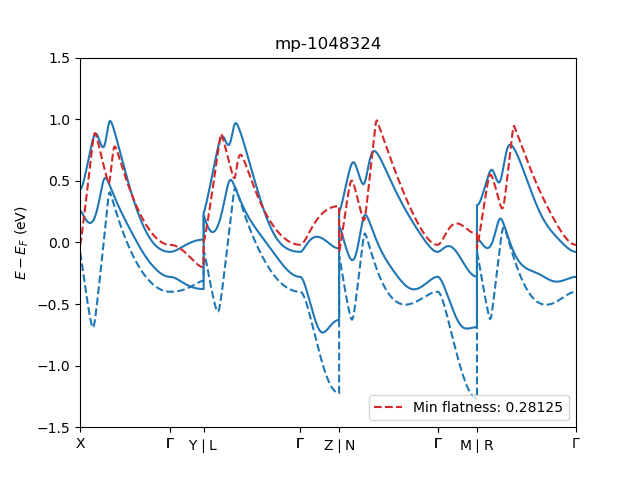 mp-1048324
E − E_F (eV)
1.5
1.0
0.5
0.0
−0.5
−1.0
−1.5
Min flatness: 0.28125
X Γ Y | L Γ Z | N Γ M | R Γ